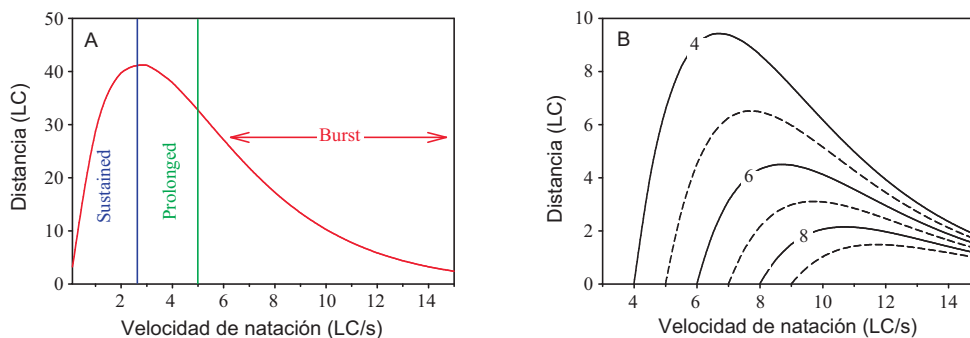 A
50
40
30
20
10
0
Distancia (LC)
Sustained
Prolonged
Burst
2 4 6 8 10 12 14
Velocidad de natación (LC/s)
B
10
8
6
4
2
0
Distancia (LC)
4
6
8
4 6 8 10 12 14
Velocidad de natación (LC/s)